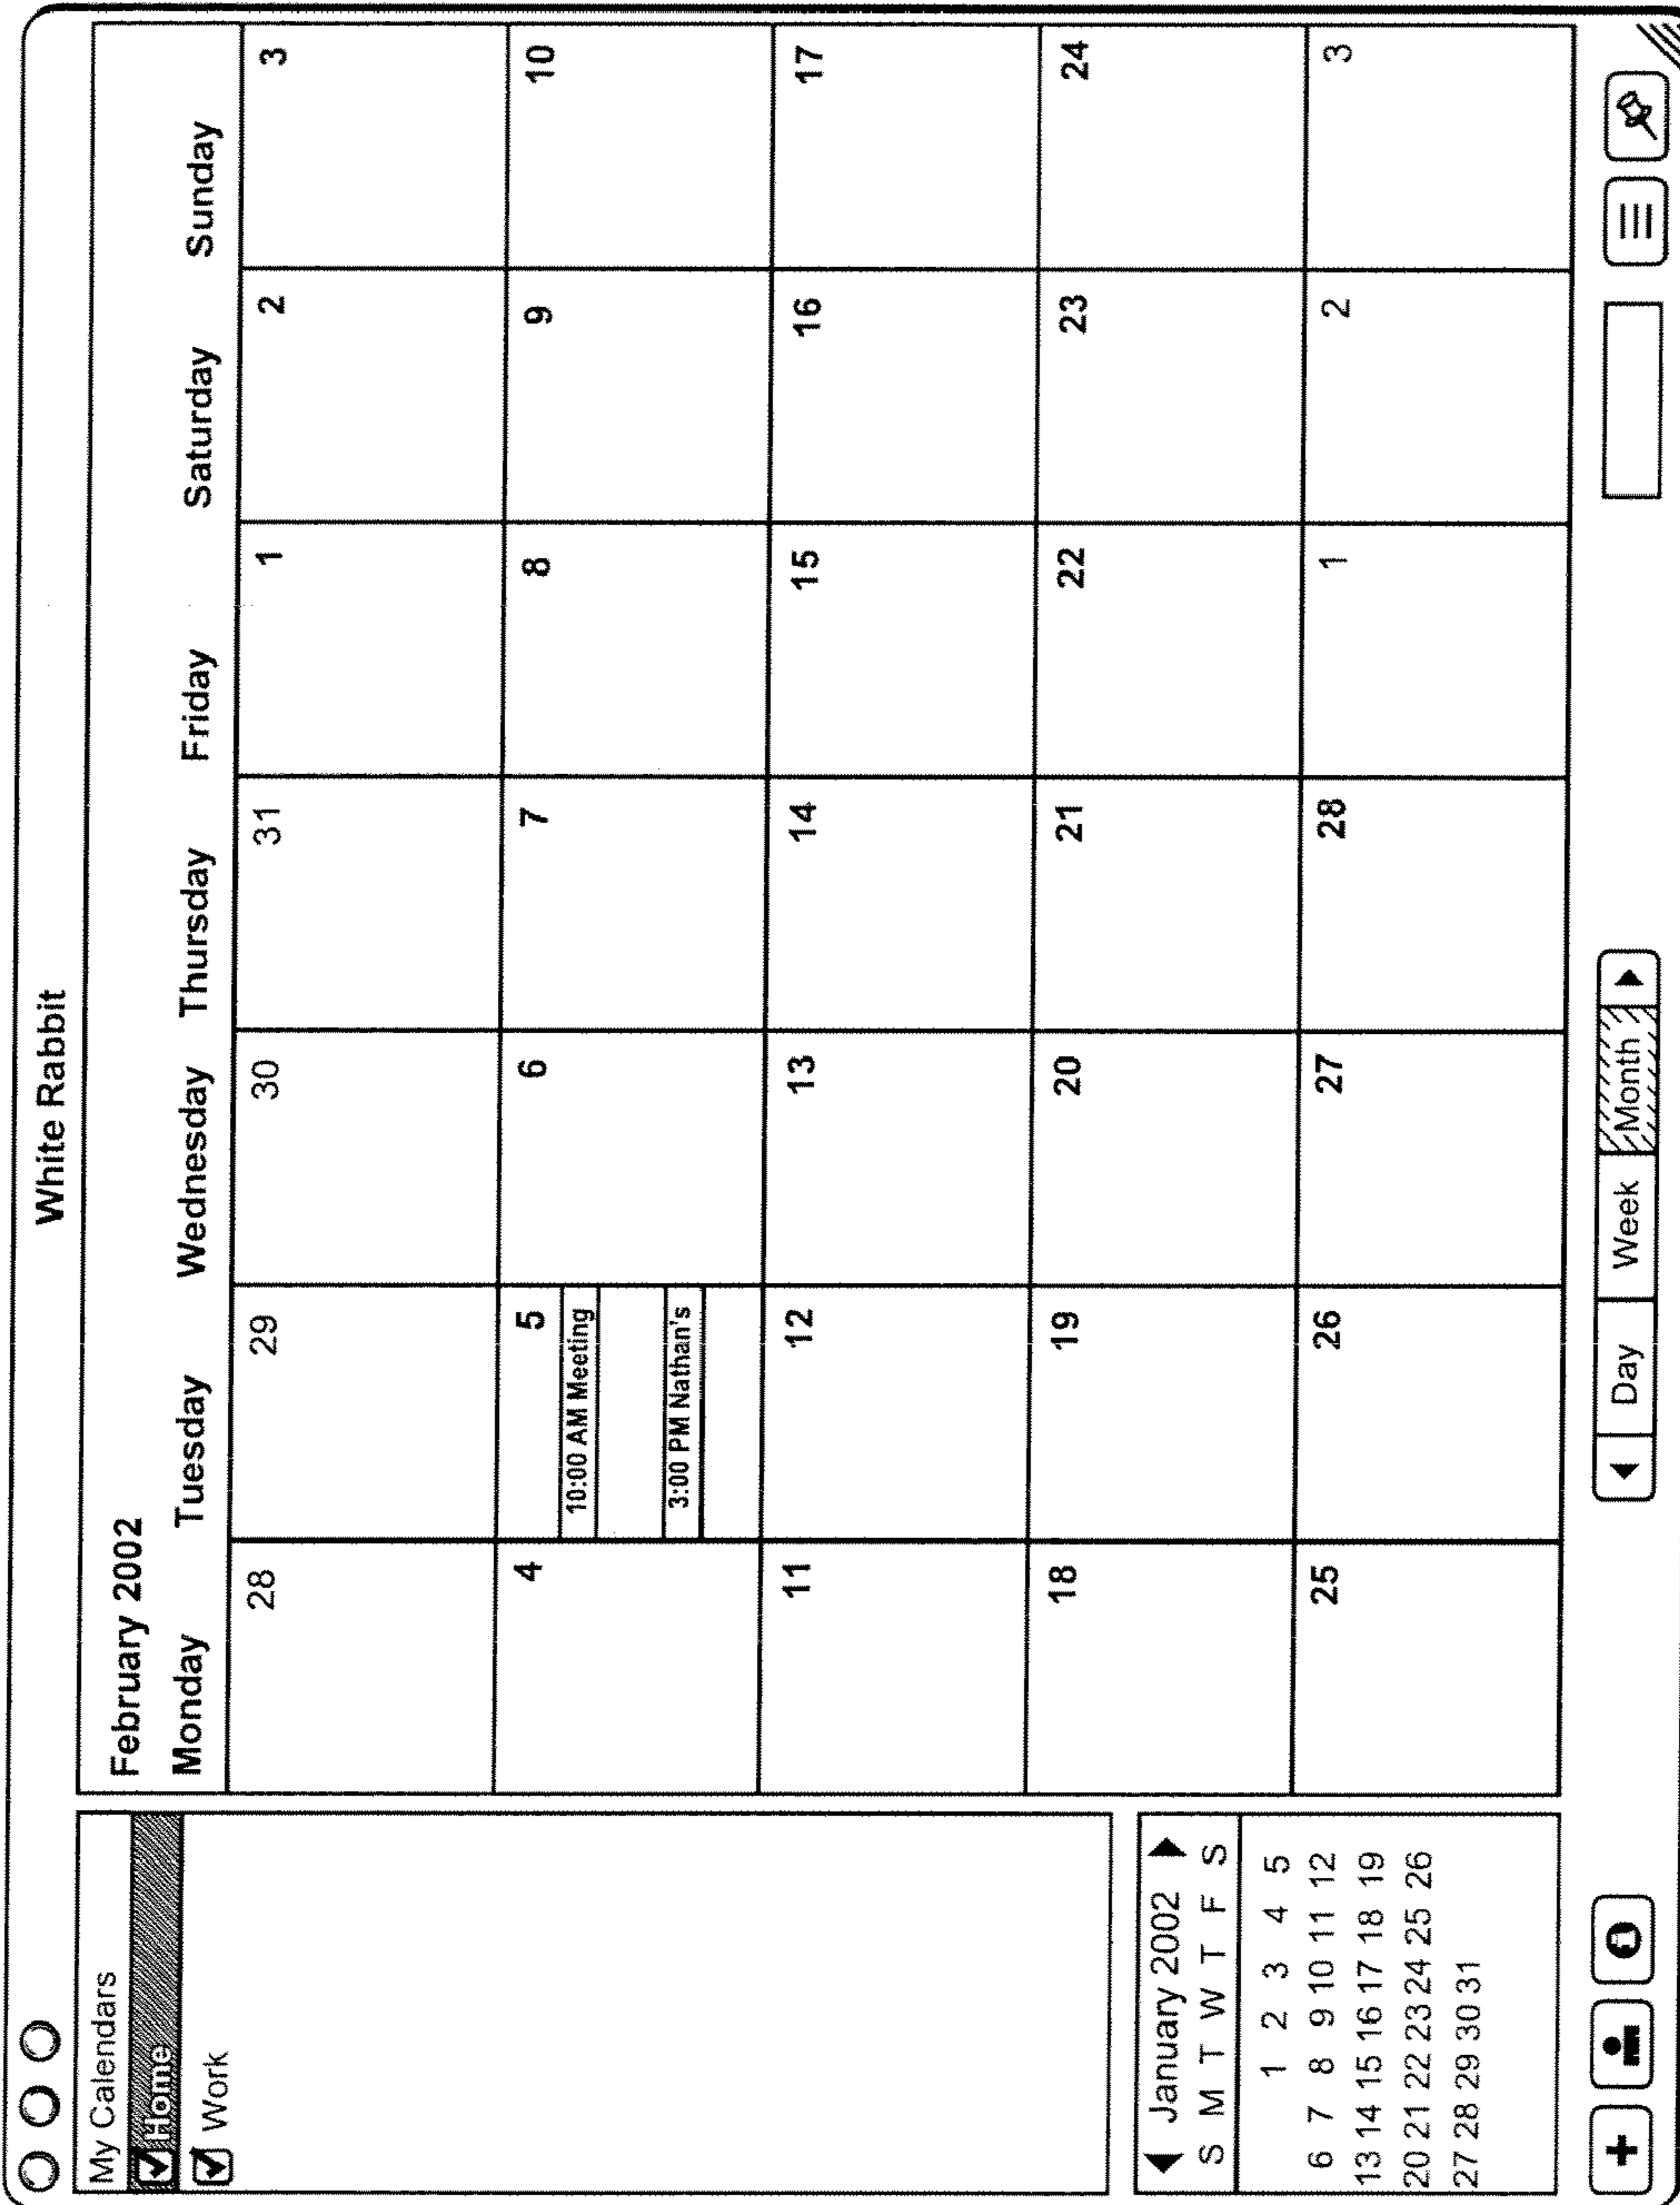 White Rabbit
My Calendars
Home
Work
February 2002
Monday Tuesday Wednesday Thursday Friday Saturday Sunday
28 29 30 31 1 2 3
4 5 6 7 8 9 10
10:00 AM Meeting
3:00 PM Nathan's
11 12 13 14 15 16 17
18 19 20 21 22 23 24
25 26 27 28 1 2 3
January 2002
S M T W T F S
1 2 3 4 5
6 7 8 9 10 11 12
13 14 15 16 17 18 19
20 21 22 23 24 25 26
27 28 29 30 31
Day Week Month